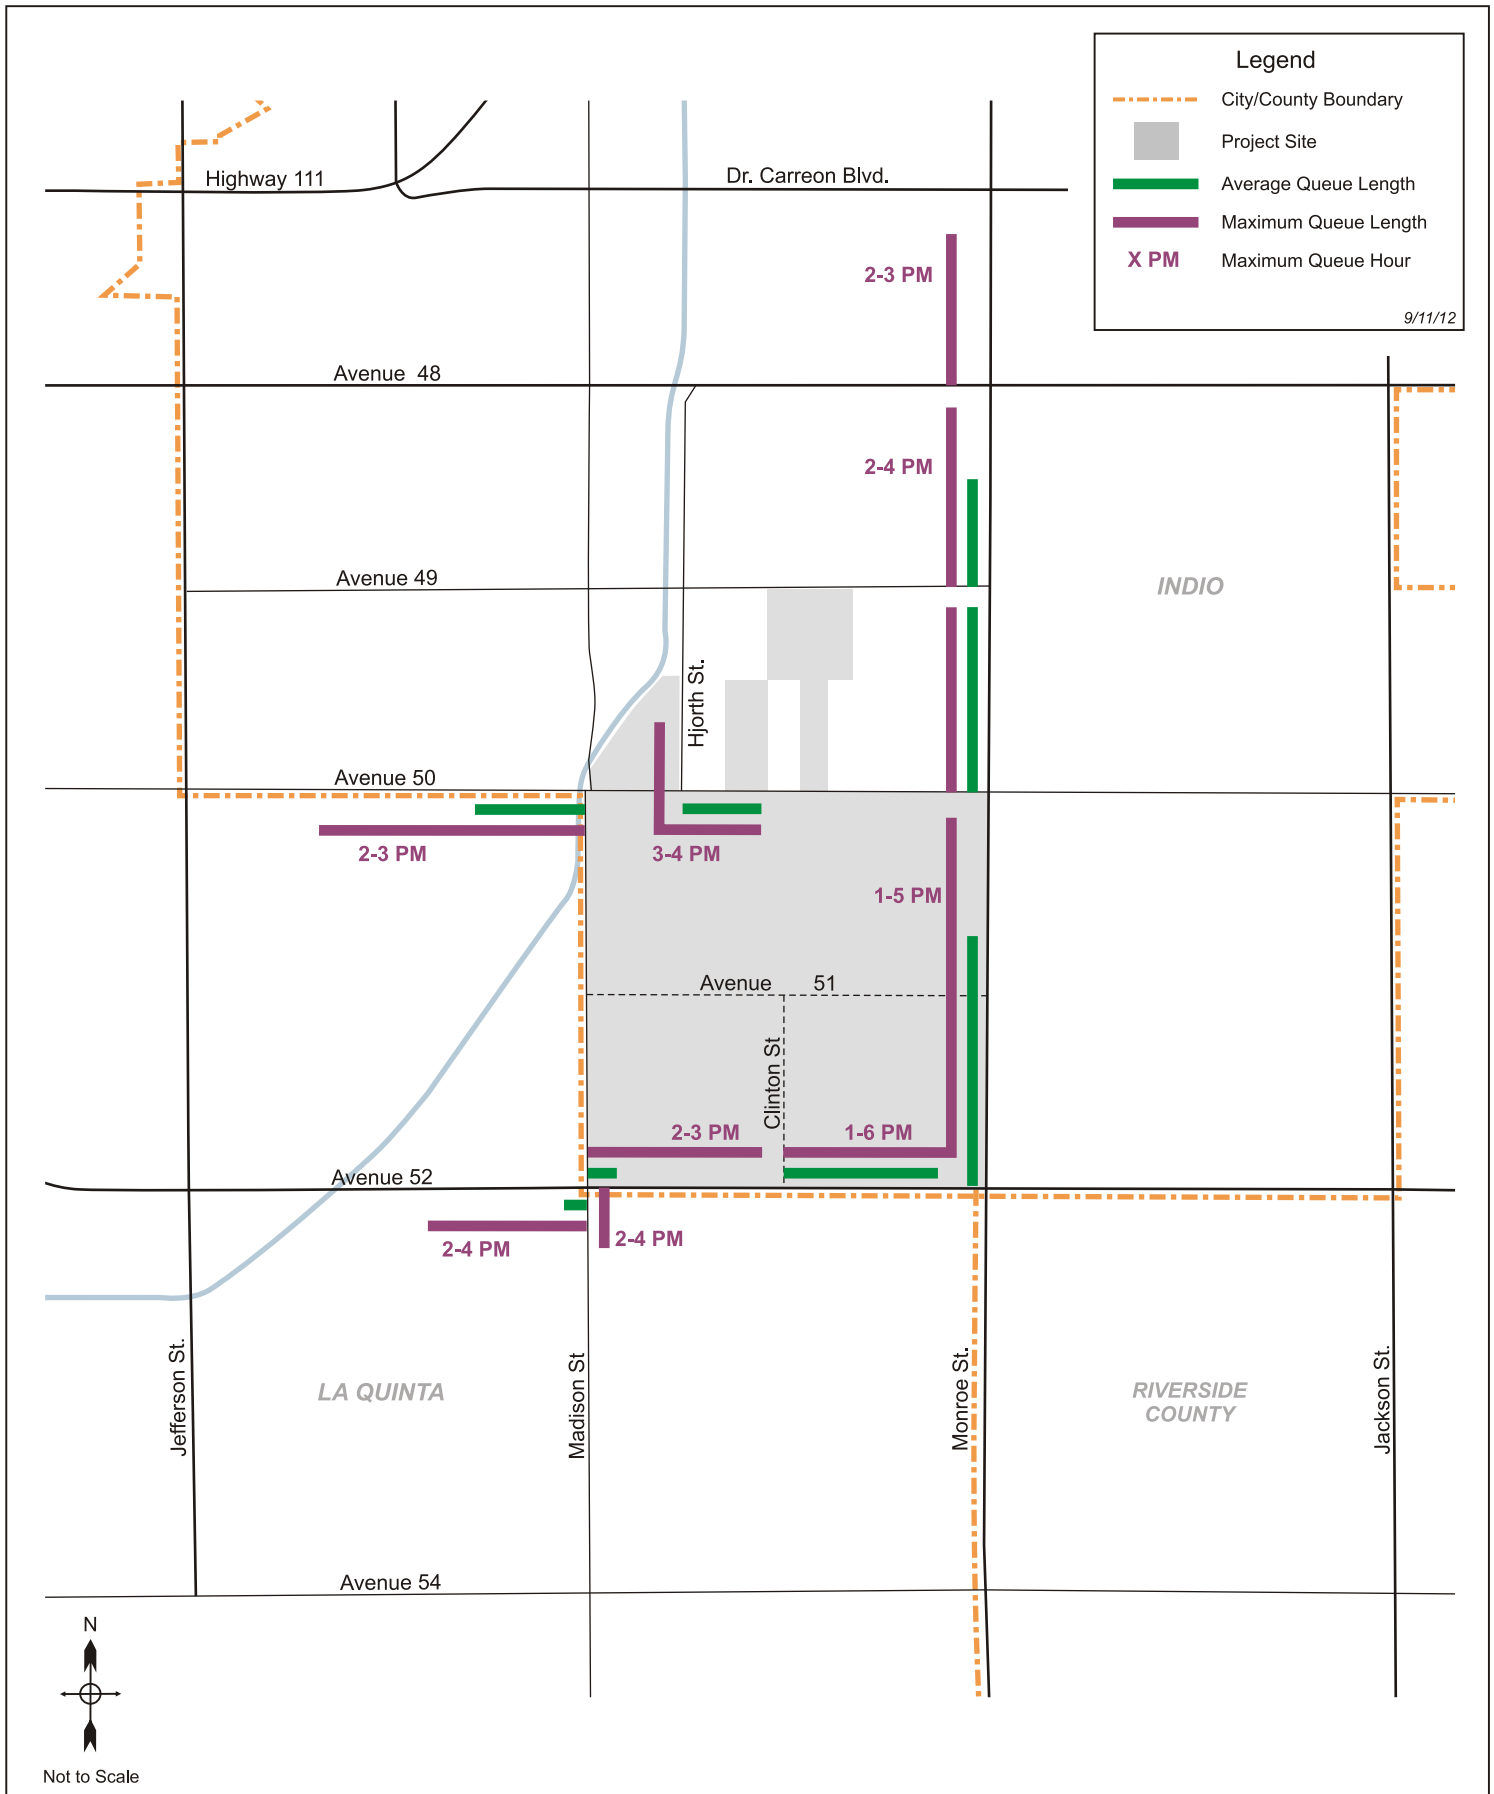 Legend
City/County Boundary
Project Site
Average Queue Length
Maximum Queue Length
X PM Maximum Queue Hour
9/11/12
Highway 111
Dr. Carreon Blvd.
2-3 PM
Avenue 48
2-4 PM
Avenue 49
INDIO
Hjorth St.
Avenue 50
2-3 PM
3-4 PM
1-5 PM
Avenue 51
Clinton St
2-3 PM
1-6 PM
Avenue 52
2-4 PM
2-4 PM
Jefferson St.
LA QUINTA
Madison St
Monroe St.
RIVERSIDE
COUNTY
Jackson St.
Avenue 54
N
Not to Scale